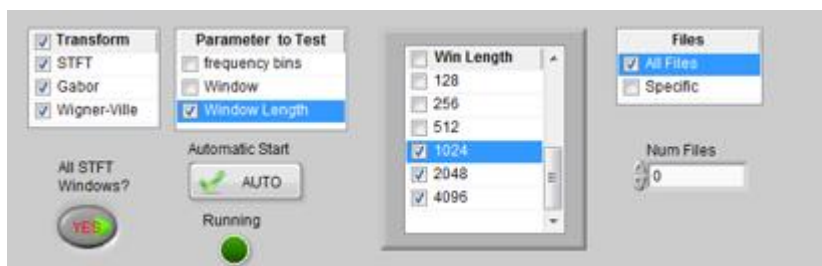 Transform
STFT
Gabor
Wigner-Ville
Parameter to Test
frequency bins
Window
Window Length
Win Length
128
256
512
1024
2048
4096
Files
All Files
Specific
All STFT
Windows?
YES
Automatic Start
AUTO
Running
Num Files
0